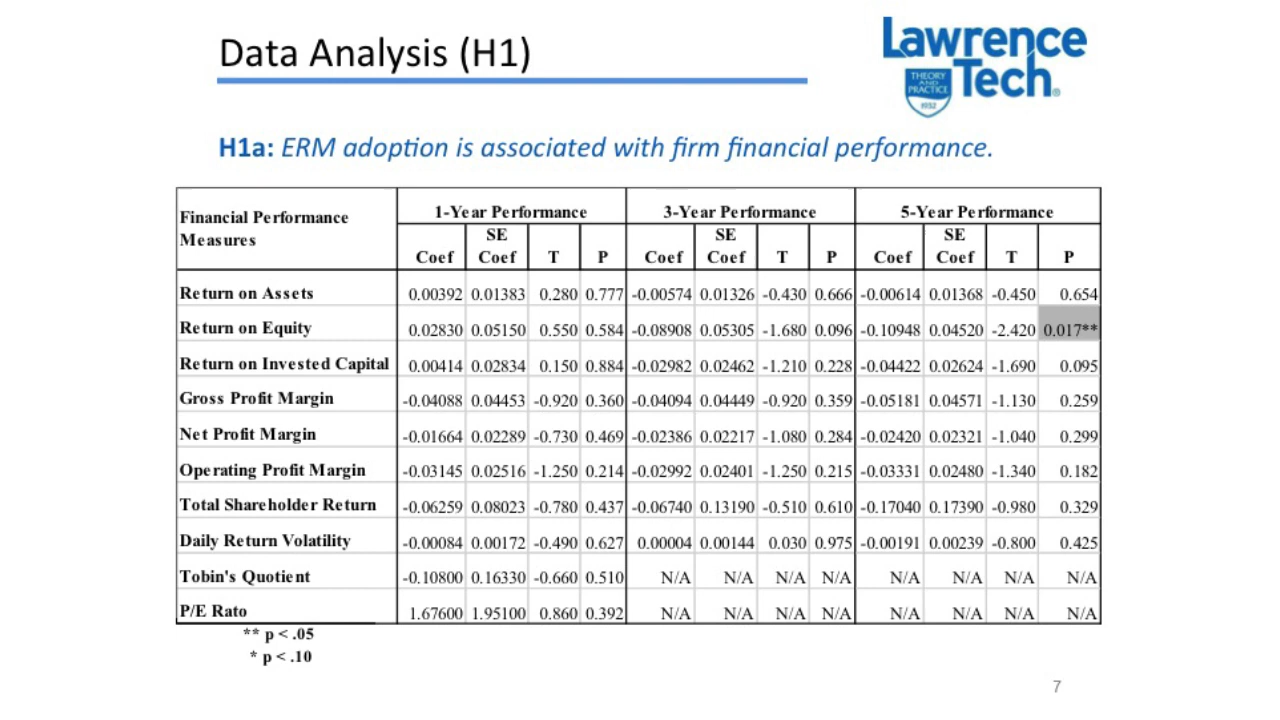 Data Analysis (H1)
Lawrence
Tech®
THEORY
AND
PRACTICE
1932
H1a: ERM adoption is associated with firm financial performance.
Financial Performance Measures 1-Year Performance 3-Year Performance 5-Year Performance
Coef SE Coef T P Coef SE Coef T P Coef SE Coef T P
Return on Assets 0.00392 0.01383 0.280 0.777 -0.00574 0.01326 -0.430 0.666 -0.00614 0.01368 -0.450 0.654
Return on Equity 0.02830 0.05150 0.550 0.584 -0.08908 0.05305 -1.680 0.096 -0.10948 0.04520 -2.420 0.017**
Return on Invested Capital 0.00414 0.02834 0.150 0.884 -0.02982 0.02462 -1.210 0.228 -0.04422 0.02624 -1.690 0.095
Gross Profit Margin -0.04088 0.04453 -0.920 0.360 -0.04094 0.04449 -0.920 0.359 -0.05181 0.04571 -1.130 0.259
Net Profit Margin -0.01664 0.02289 -0.730 0.469 -0.02386 0.02217 -1.080 0.284 -0.02420 0.02321 -1.040 0.299
Operating Profit Margin -0.03145 0.02516 -1.250 0.214 -0.02992 0.02401 -1.250 0.215 -0.03331 0.02480 -1.340 0.182
Total Shareholder Return -0.06259 0.08023 -0.780 0.437 -0.06740 0.13190 -0.510 0.610 -0.17040 0.17390 -0.980 0.329
Daily Return Volatility -0.00084 0.00172 -0.490 0.627 0.00004 0.00144 0.030 0.975 -0.00191 0.00239 -0.800 0.425
Tobin's Quotient -0.10800 0.16330 -0.660 0.510 N/A N/A N/A N/A N/A N/A N/A N/A
P/E Rato 1.67600 1.95100 0.860 0.392 N/A N/A N/A N/A N/A N/A N/A N/A
** p < .05
* p < .10
7